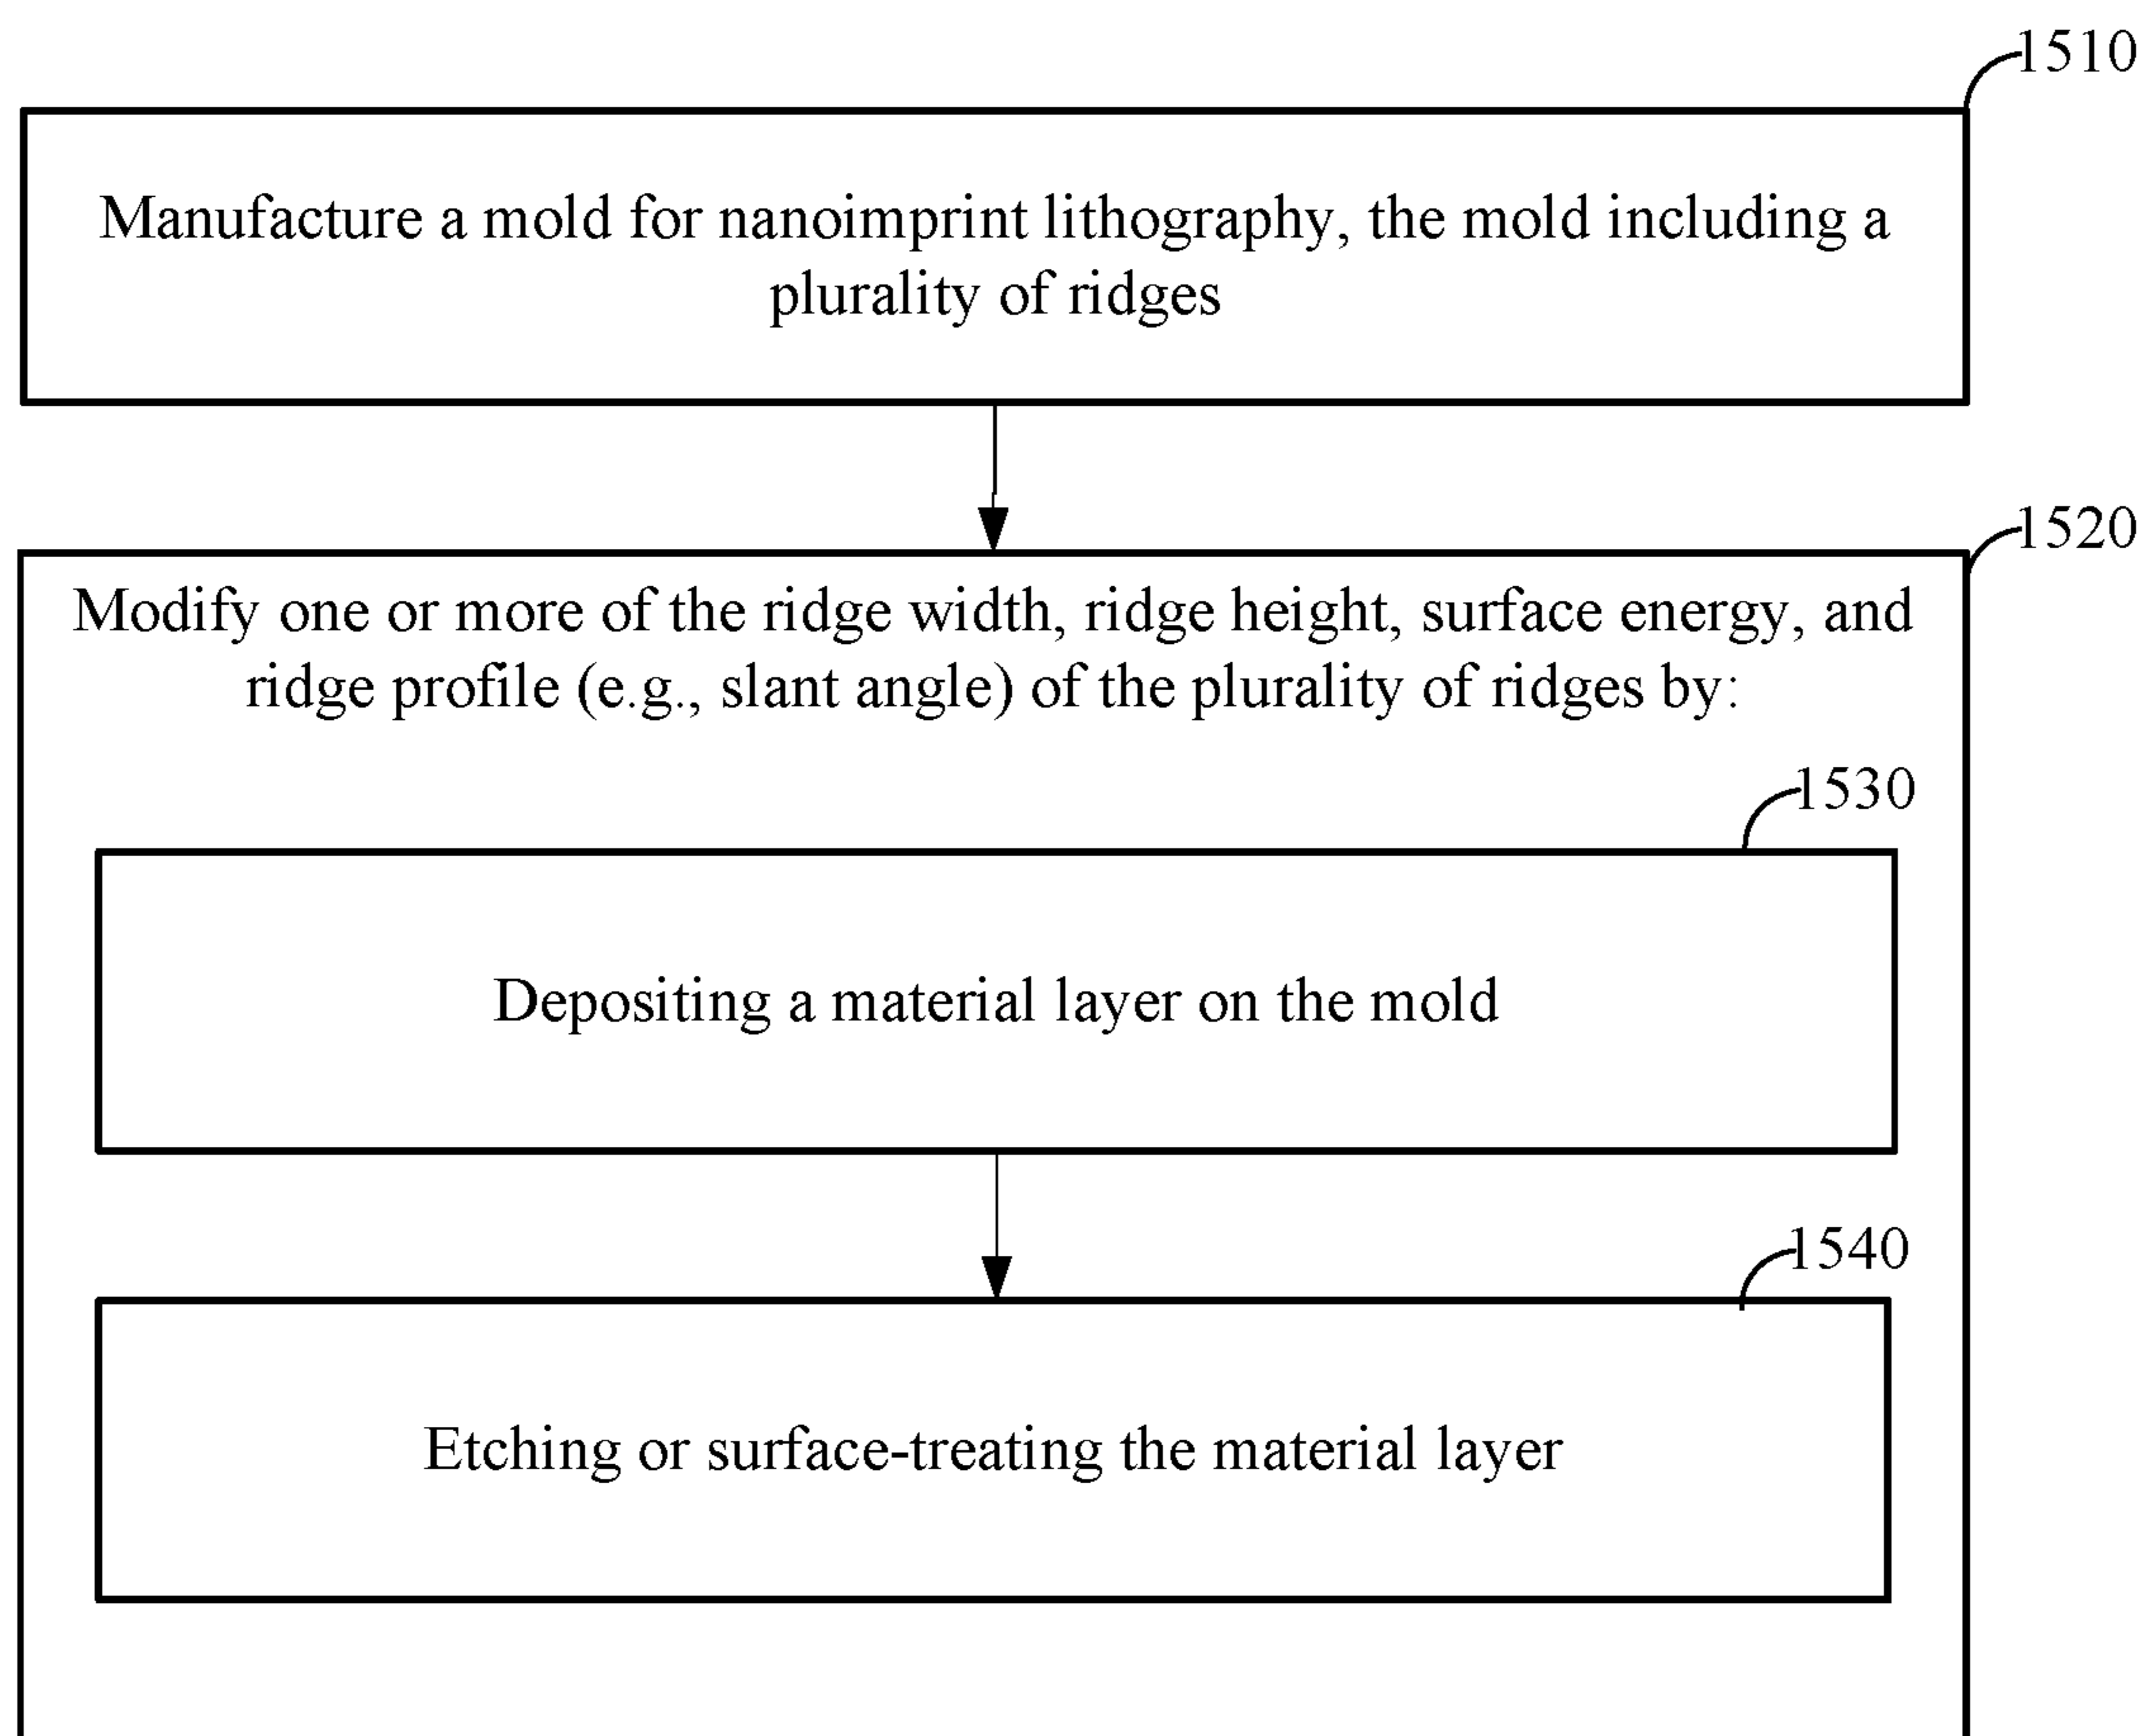 1510
Manufacture a mold for nanoimprint lithography, the mold including a
plurality of ridges
1520
Modify one or more of the ridge width, ridge height, surface energy, and
ridge profile (e.g., slant angle) of the plurality of ridges by:
1530
Depositing a material layer on the mold
1540
Etching or surface-treating the material layer